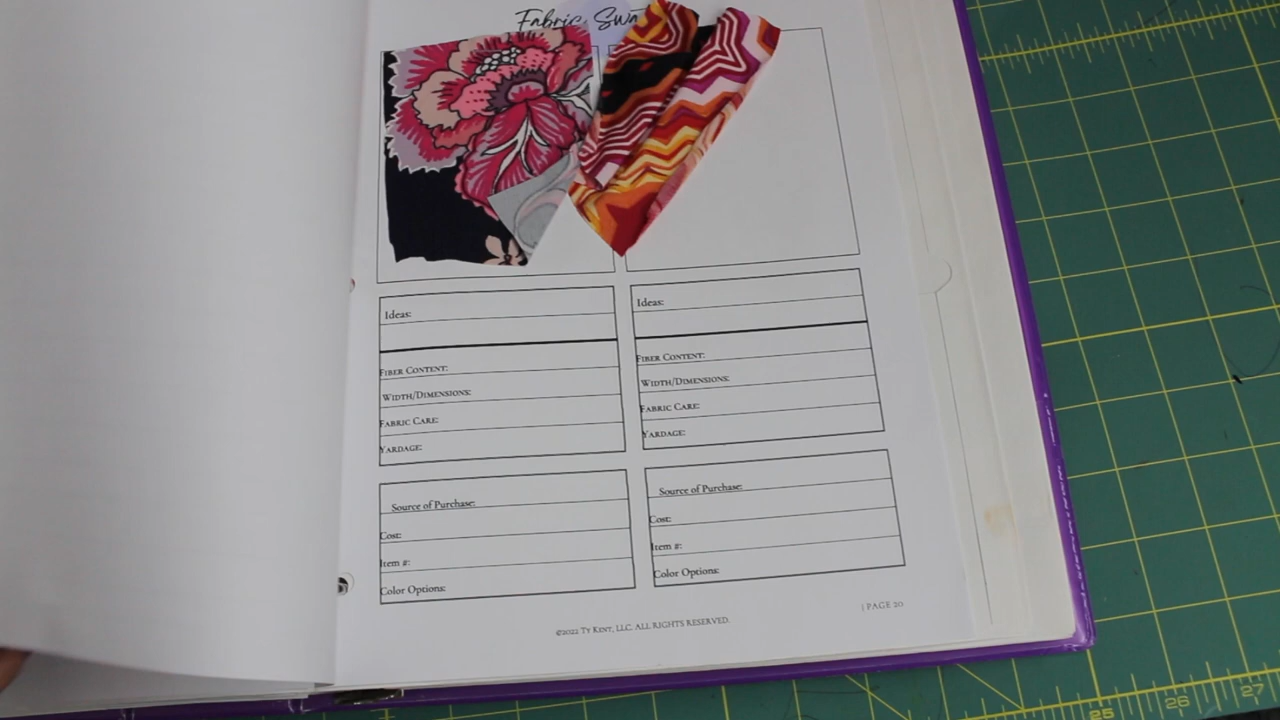 Fabric Swa
Ideas:
Fiber Content:
Width/Dimensions:
Fabric Care:
Yardage:
Source of Purchase:
Cost:
Item #:
Color Options:
Ideas:
Fiber Content:
Width/Dimensions:
Fabric Care:
Yardage:
Source of Purchase:
Cost:
Item #:
Color Options:
| PAGE 20
©2022 Ty Kent, LLC. ALL RIGHTS RESERVED.
25 26 27